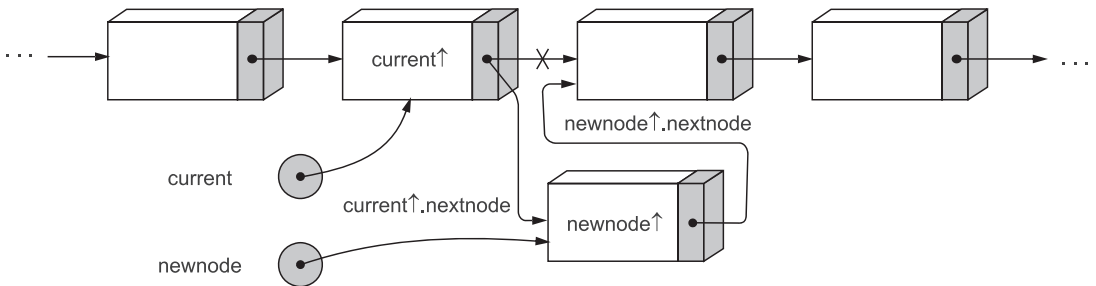 ... ...
current↑
newnode↑.nextnode
current
current↑.nextnode
newnode↑
newnode